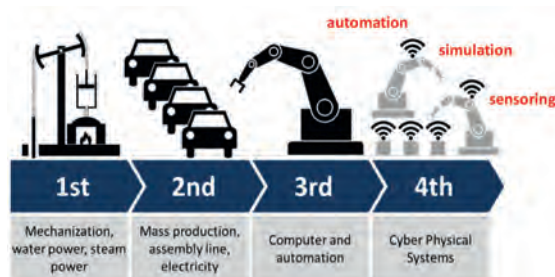 automation
simulation
sensoring
1st
2nd
3rd
4th
Mechanization,
water power, steam
power
Mass production,
assembly line,
electricity
Computer and
automation
Cyber Physical
Systems